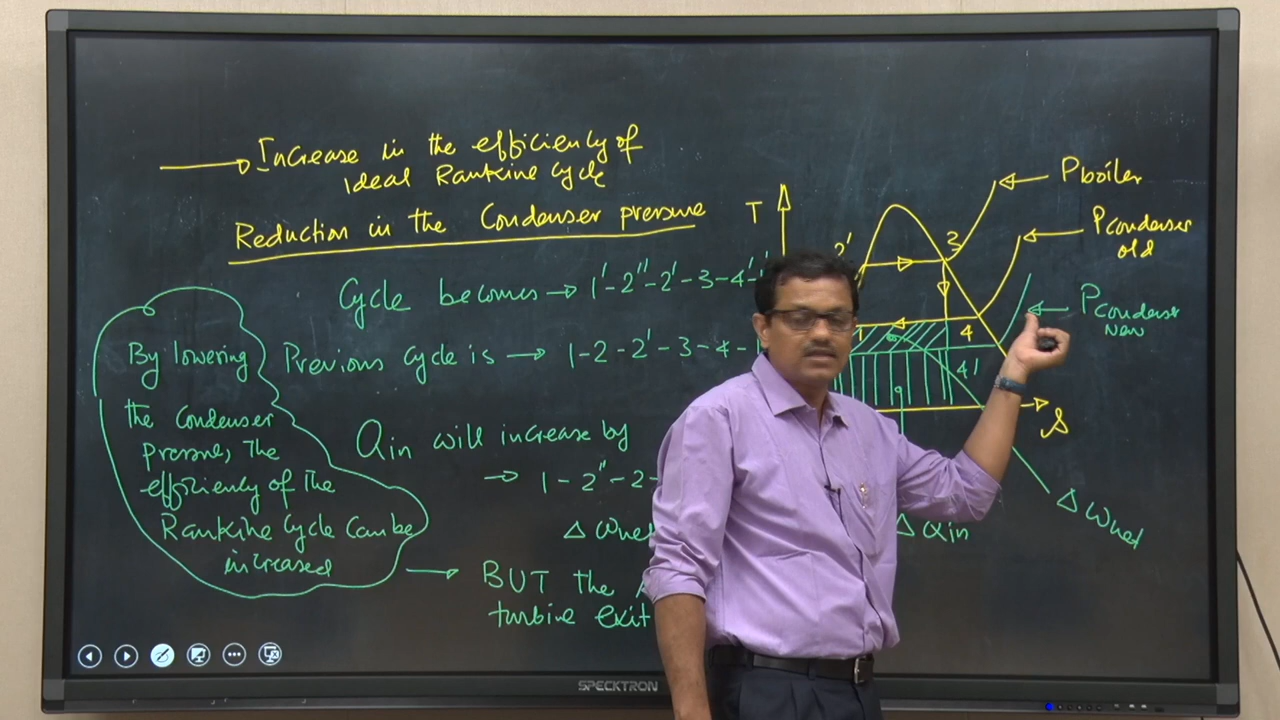 Increase in the efficiency of
ideal Rankine Cycle
Reduction in the Condenser pressure
Cycle becomes → 1'-2''-2'-3-4'-1'
Previous Cycle is → 1-2-2'-3-4-1
Qin will increase by
→ 1-2''-2-
Δ Wnet
BUT the
turbine exit
By lowering
the Condenser
pressure, the
efficiency of the
Rankine Cycle can be
increased
T
2'
3
4
4'
1
S
Pboiler
Pcondenser
old
Pcondenser
new
Δ Qin
Δ Wnet
SPECKTRON